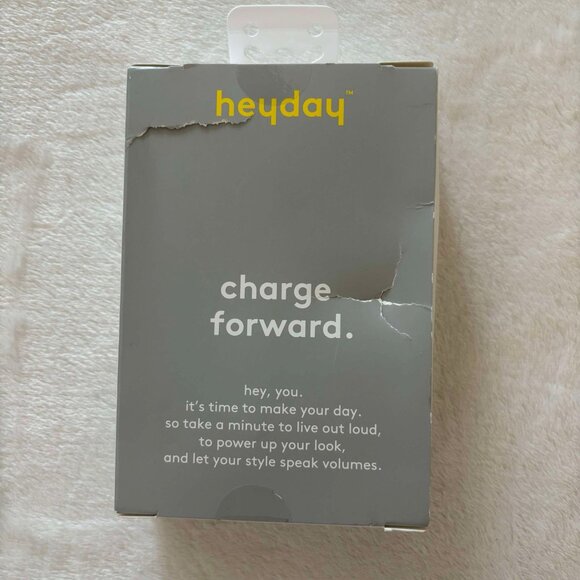 heyday™
charge
forward.
hey, you.
it's time to make your day.
so take a minute to live out loud,
to power up your look,
and let your style speak volumes.